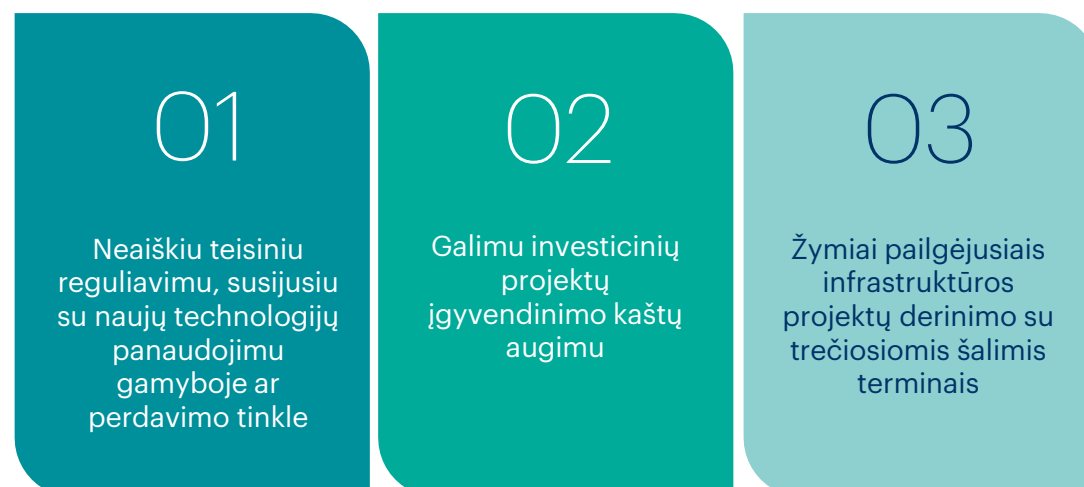 01
Neaiškiu teisiniu
reguliavimu, susijusiu
su naujų technologijų
panaudojimu
gamyboje ar
perdavimo tinkle
02
Galimu investicinių
projektų
įgyvendinimo kaštų
augimu
03
Žymiai pailgėjusiais
infrastruktūros
projektų derinimo su
trečiosiomis šalimis
terminais